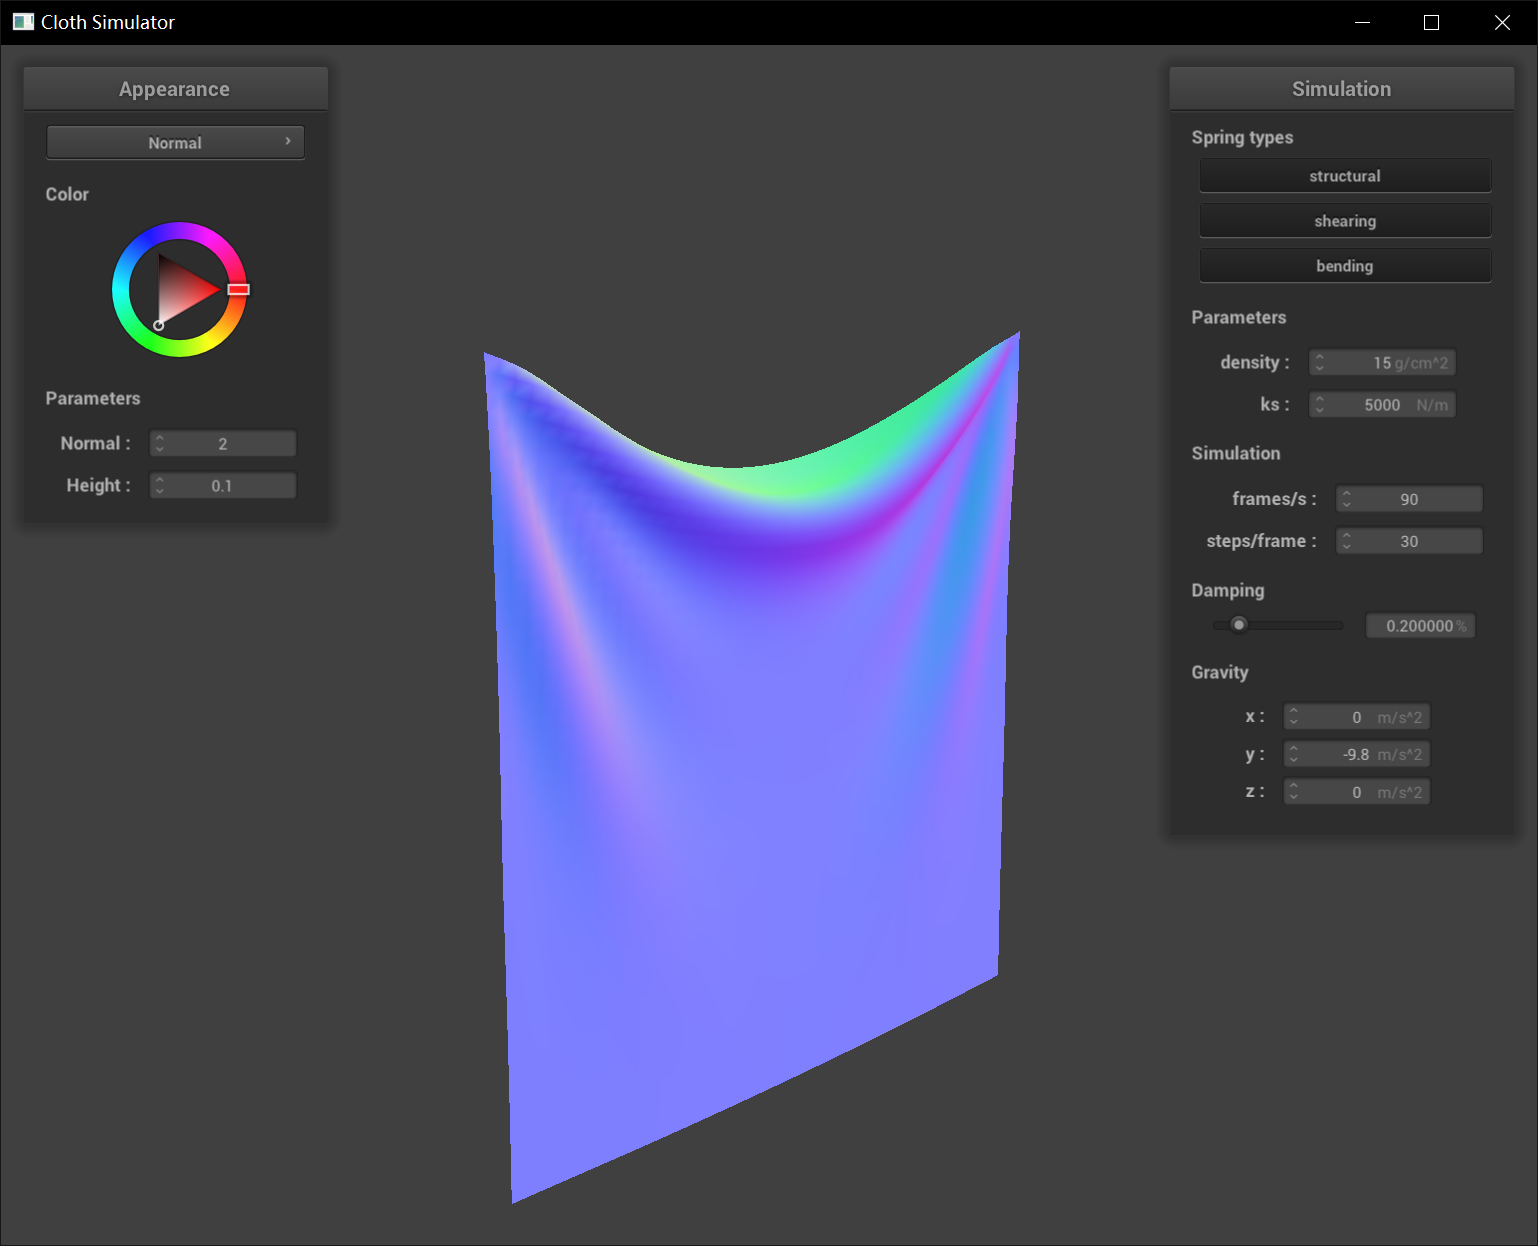 Cloth Simulator
Appearance
Normal
Color
Parameters
Normal : 2
Height : 0.1
Simulation
Spring types
structural
shearing
bending
Parameters
density : 15 g/cm^2
ks : 5000 N/m
Simulation
frames/s : 90
steps/frame : 30
Damping
0.200000 %
Gravity
x : 0 m/s^2
y : -9.8 m/s^2
z : 0 m/s^2